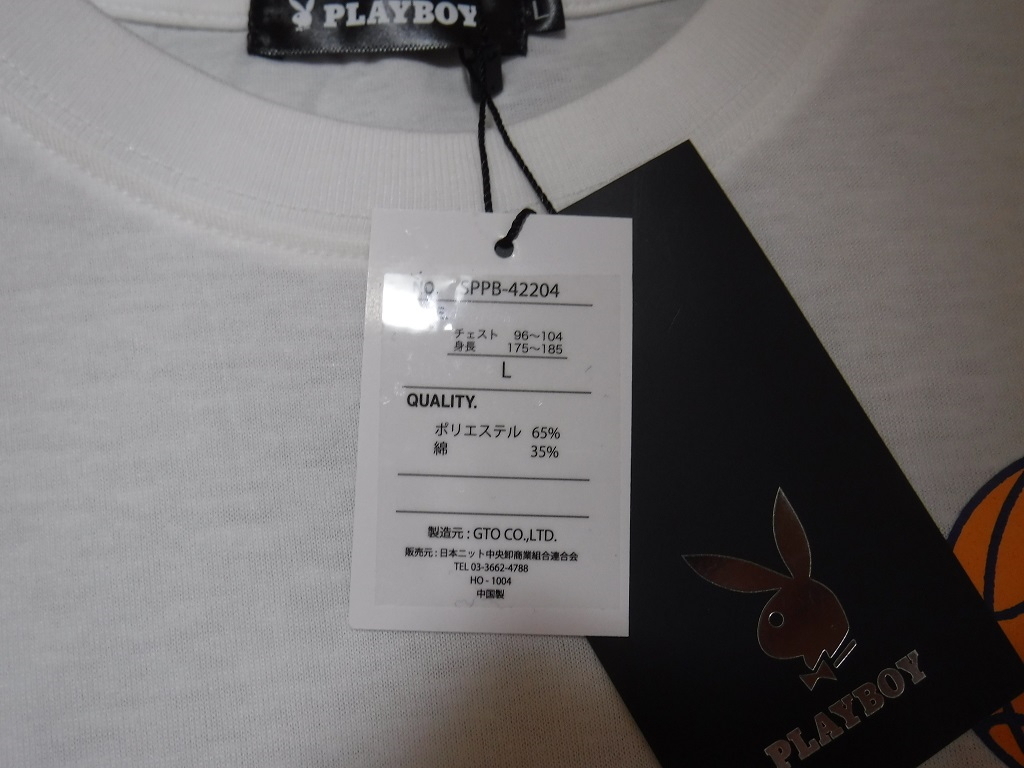 PLAYBOY
L
No. SPPB-42204
チェスト 96～104
身長 175～185
L
QUALITY.
ポリエステル 65%
綿 35%
製造元 : GTO CO.,LTD.
販売元 : 日本ニット中央卸商業組合連合会
TEL 03-3662-4788
HO - 1004
中国製
PLAYBOY